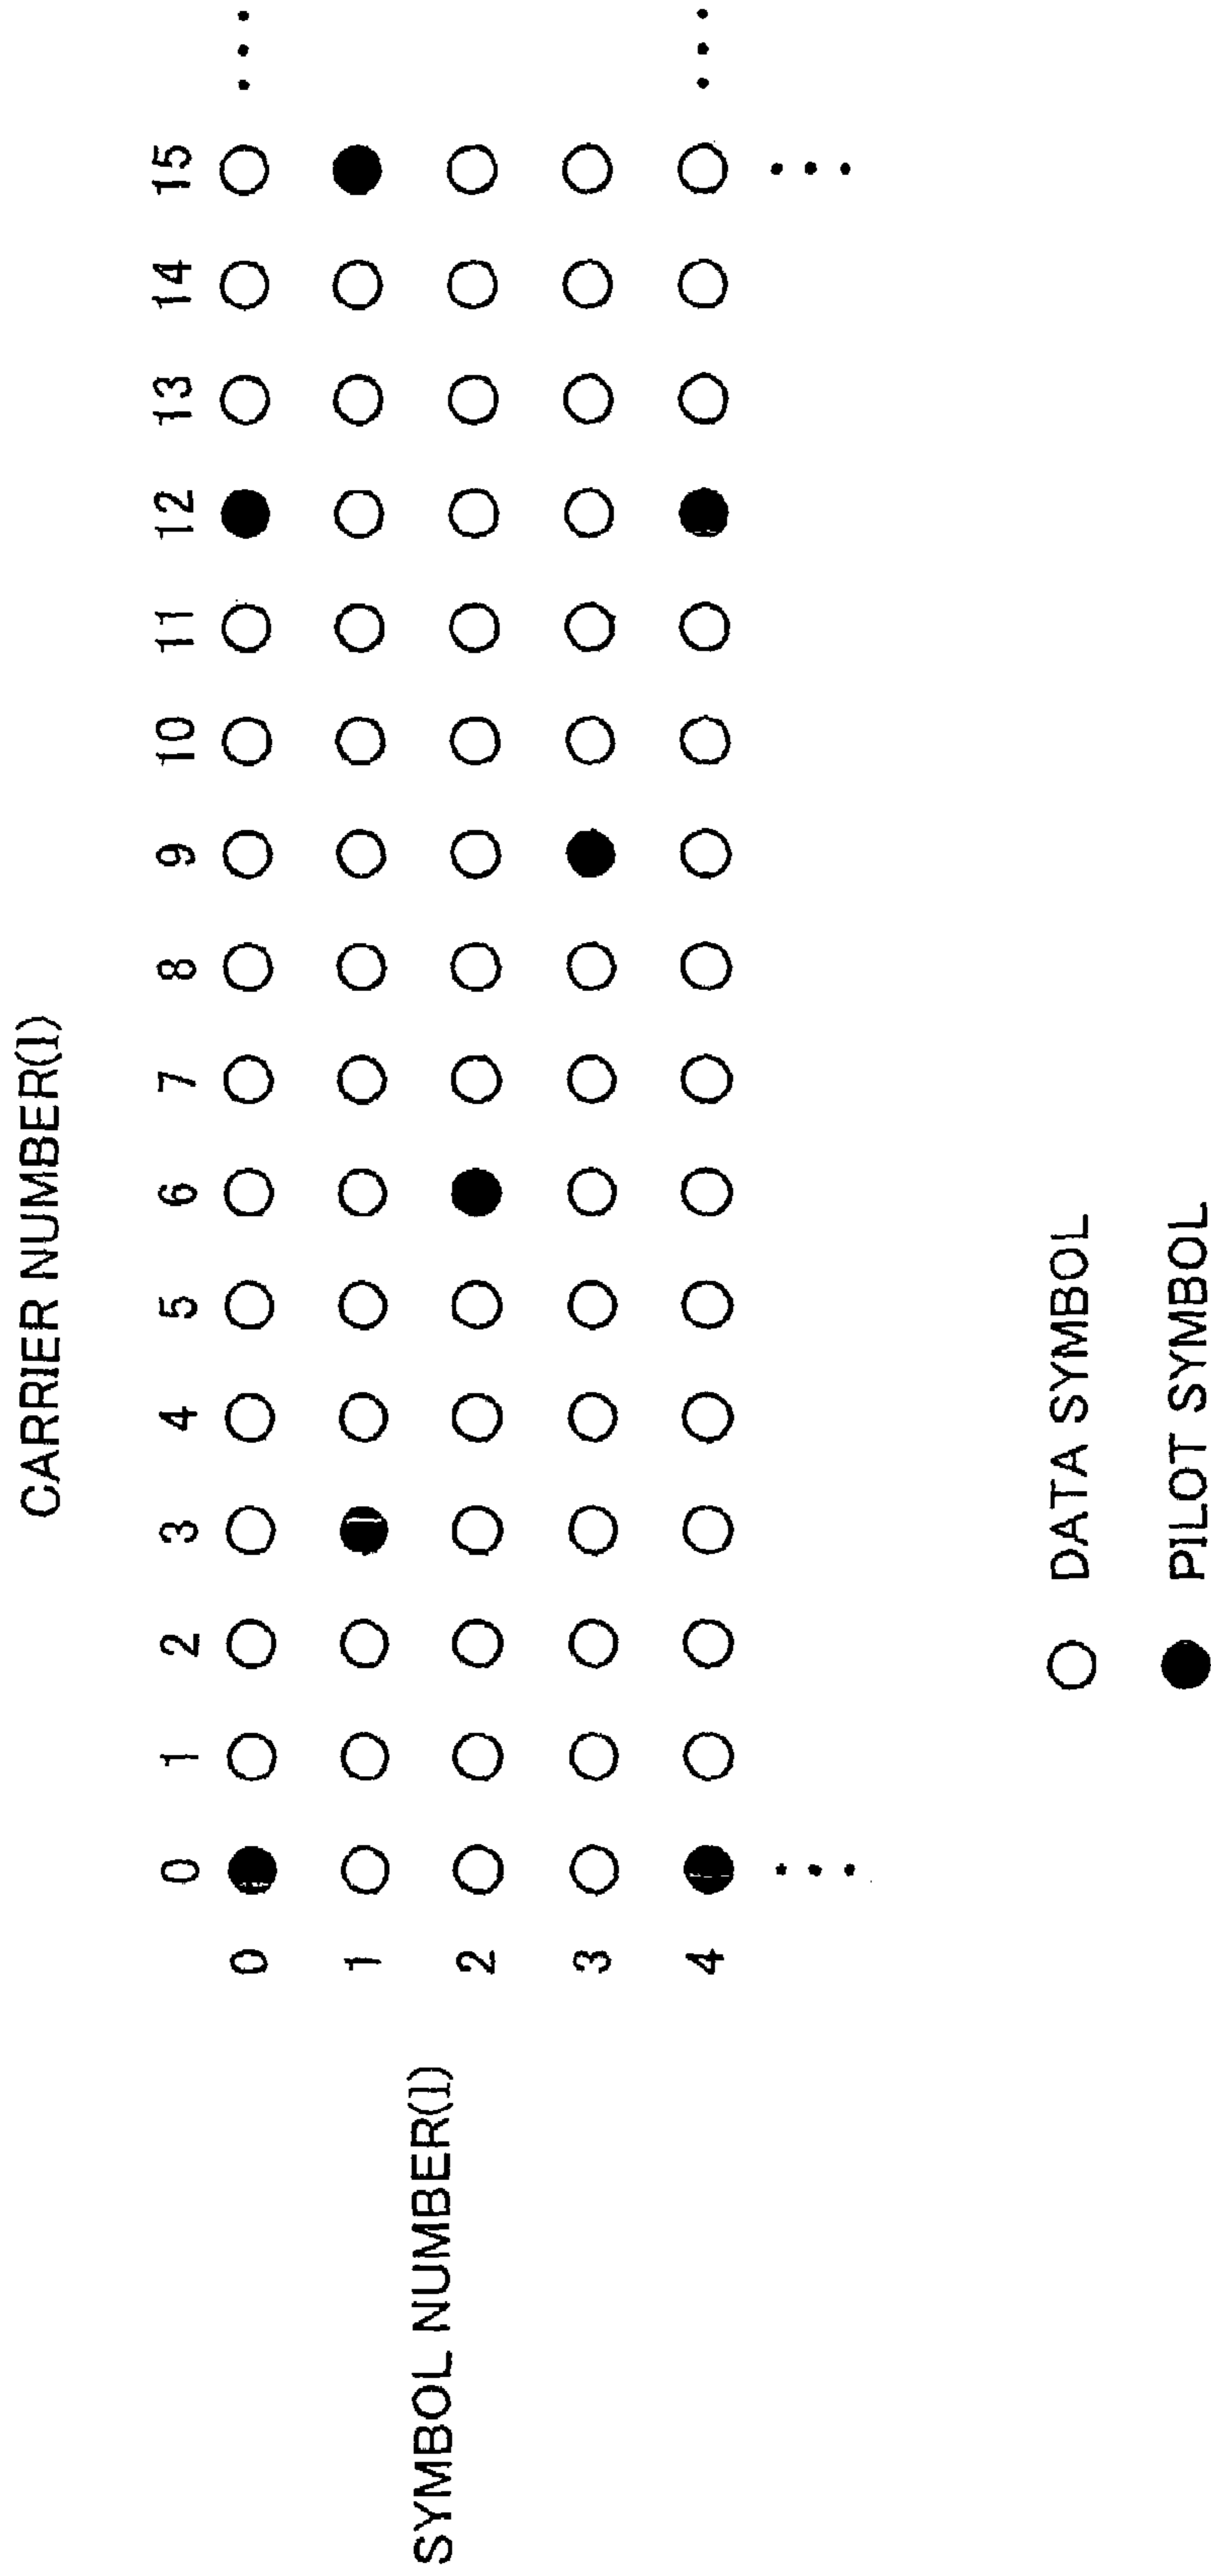 CARRIER NUMBER(l)
0 1 2 3 4 5 6 7 8 9 10 11 12 13 14 15
SYMBOL NUMBER(l)
0
1
2
3
4
DATA SYMBOL
PILOT SYMBOL